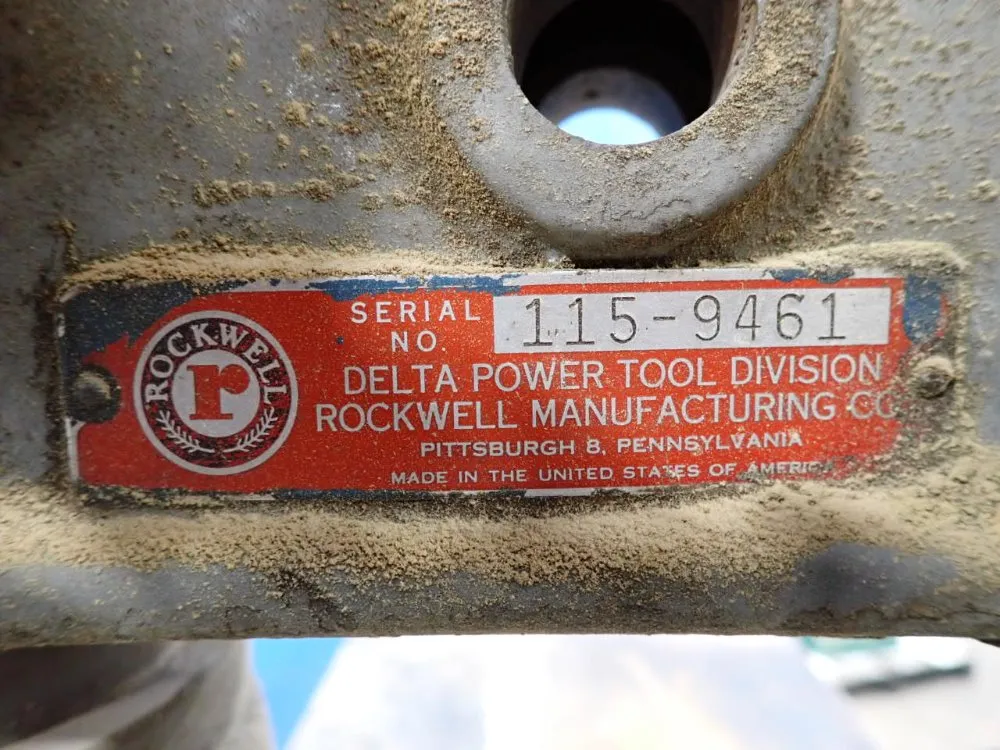 SERIAL
NO.
115-9461
ROCKWELL
r
DELTA POWER TOOL DIVISION
ROCKWELL MANUFACTURING CO
PITTSBURGH 8, PENNSYLVANIA
MADE IN THE UNITED STATES OF AMERICA